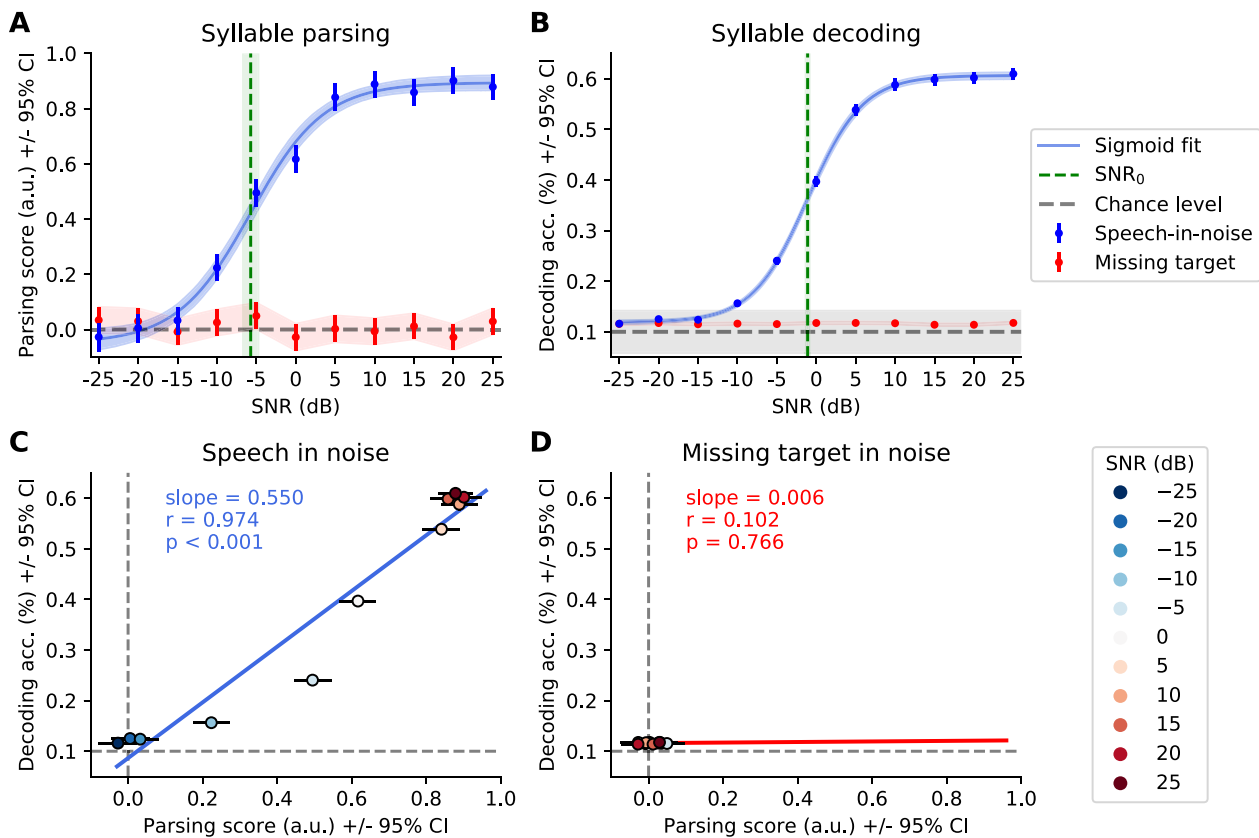 A
Syllable parsing
Parsing score (a.u.) +/- 95% CI
1.0
0.8
0.6
0.4
0.2
0.0
-25 -20 -15 -10 -5 0 5 10 15 20 25
SNR (dB)
B
Syllable decoding
Decoding acc. (%) +/- 95% CI
0.6
0.5
0.4
0.3
0.2
0.1
-25 -20 -15 -10 -5 0 5 10 15 20 25
SNR (dB)
Sigmoid fit
SNR₀
Chance level
Speech-in-noise
Missing target
C
Speech in noise
Decoding acc. (%) +/- 95% CI
0.6
0.5
0.4
0.3
0.2
0.1
slope = 0.550
r = 0.974
p < 0.001
0.0 0.2 0.4 0.6 0.8 1.0
Parsing score (a.u.) +/- 95% CI
D
Missing target in noise
Decoding acc. (%) +/- 95% CI
0.6
0.5
0.4
0.3
0.2
0.1
slope = 0.006
r = 0.102
p = 0.766
0.0 0.2 0.4 0.6 0.8 1.0
Parsing score (a.u.) +/- 95% CI
SNR (dB)
−25
−20
−15
−10
−5
0
5
10
15
20
25